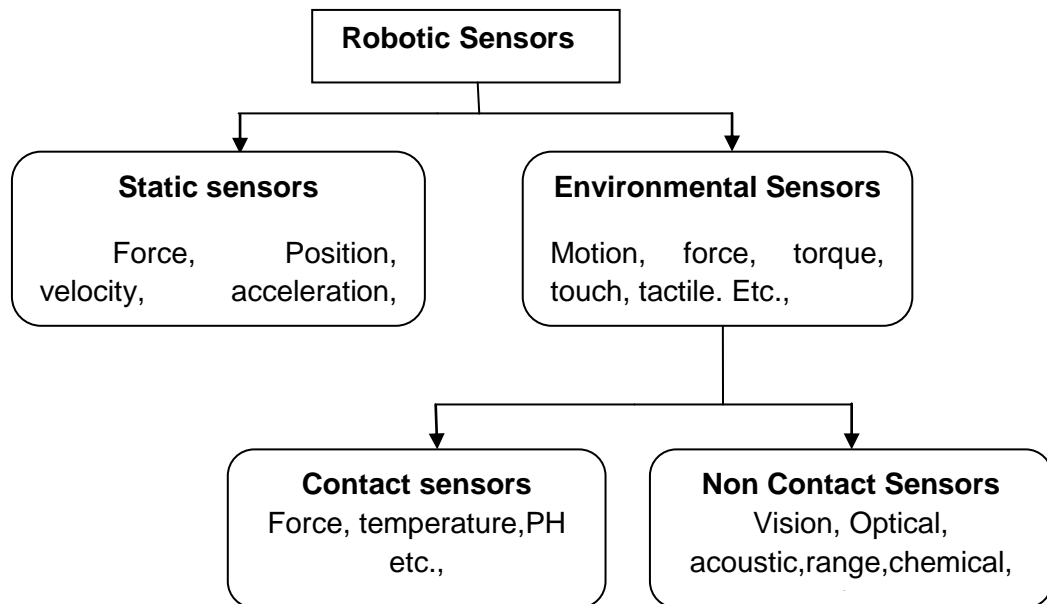 Robotic Sensors
Static sensors
Force, Position,
velocity, acceleration,
Environmental Sensors
Motion, force, torque,
touch, tactile. Etc.,
Contact sensors
Force, temperature,PH
etc.,
Non Contact Sensors
Vision, Optical,
acoustic,range,chemical,